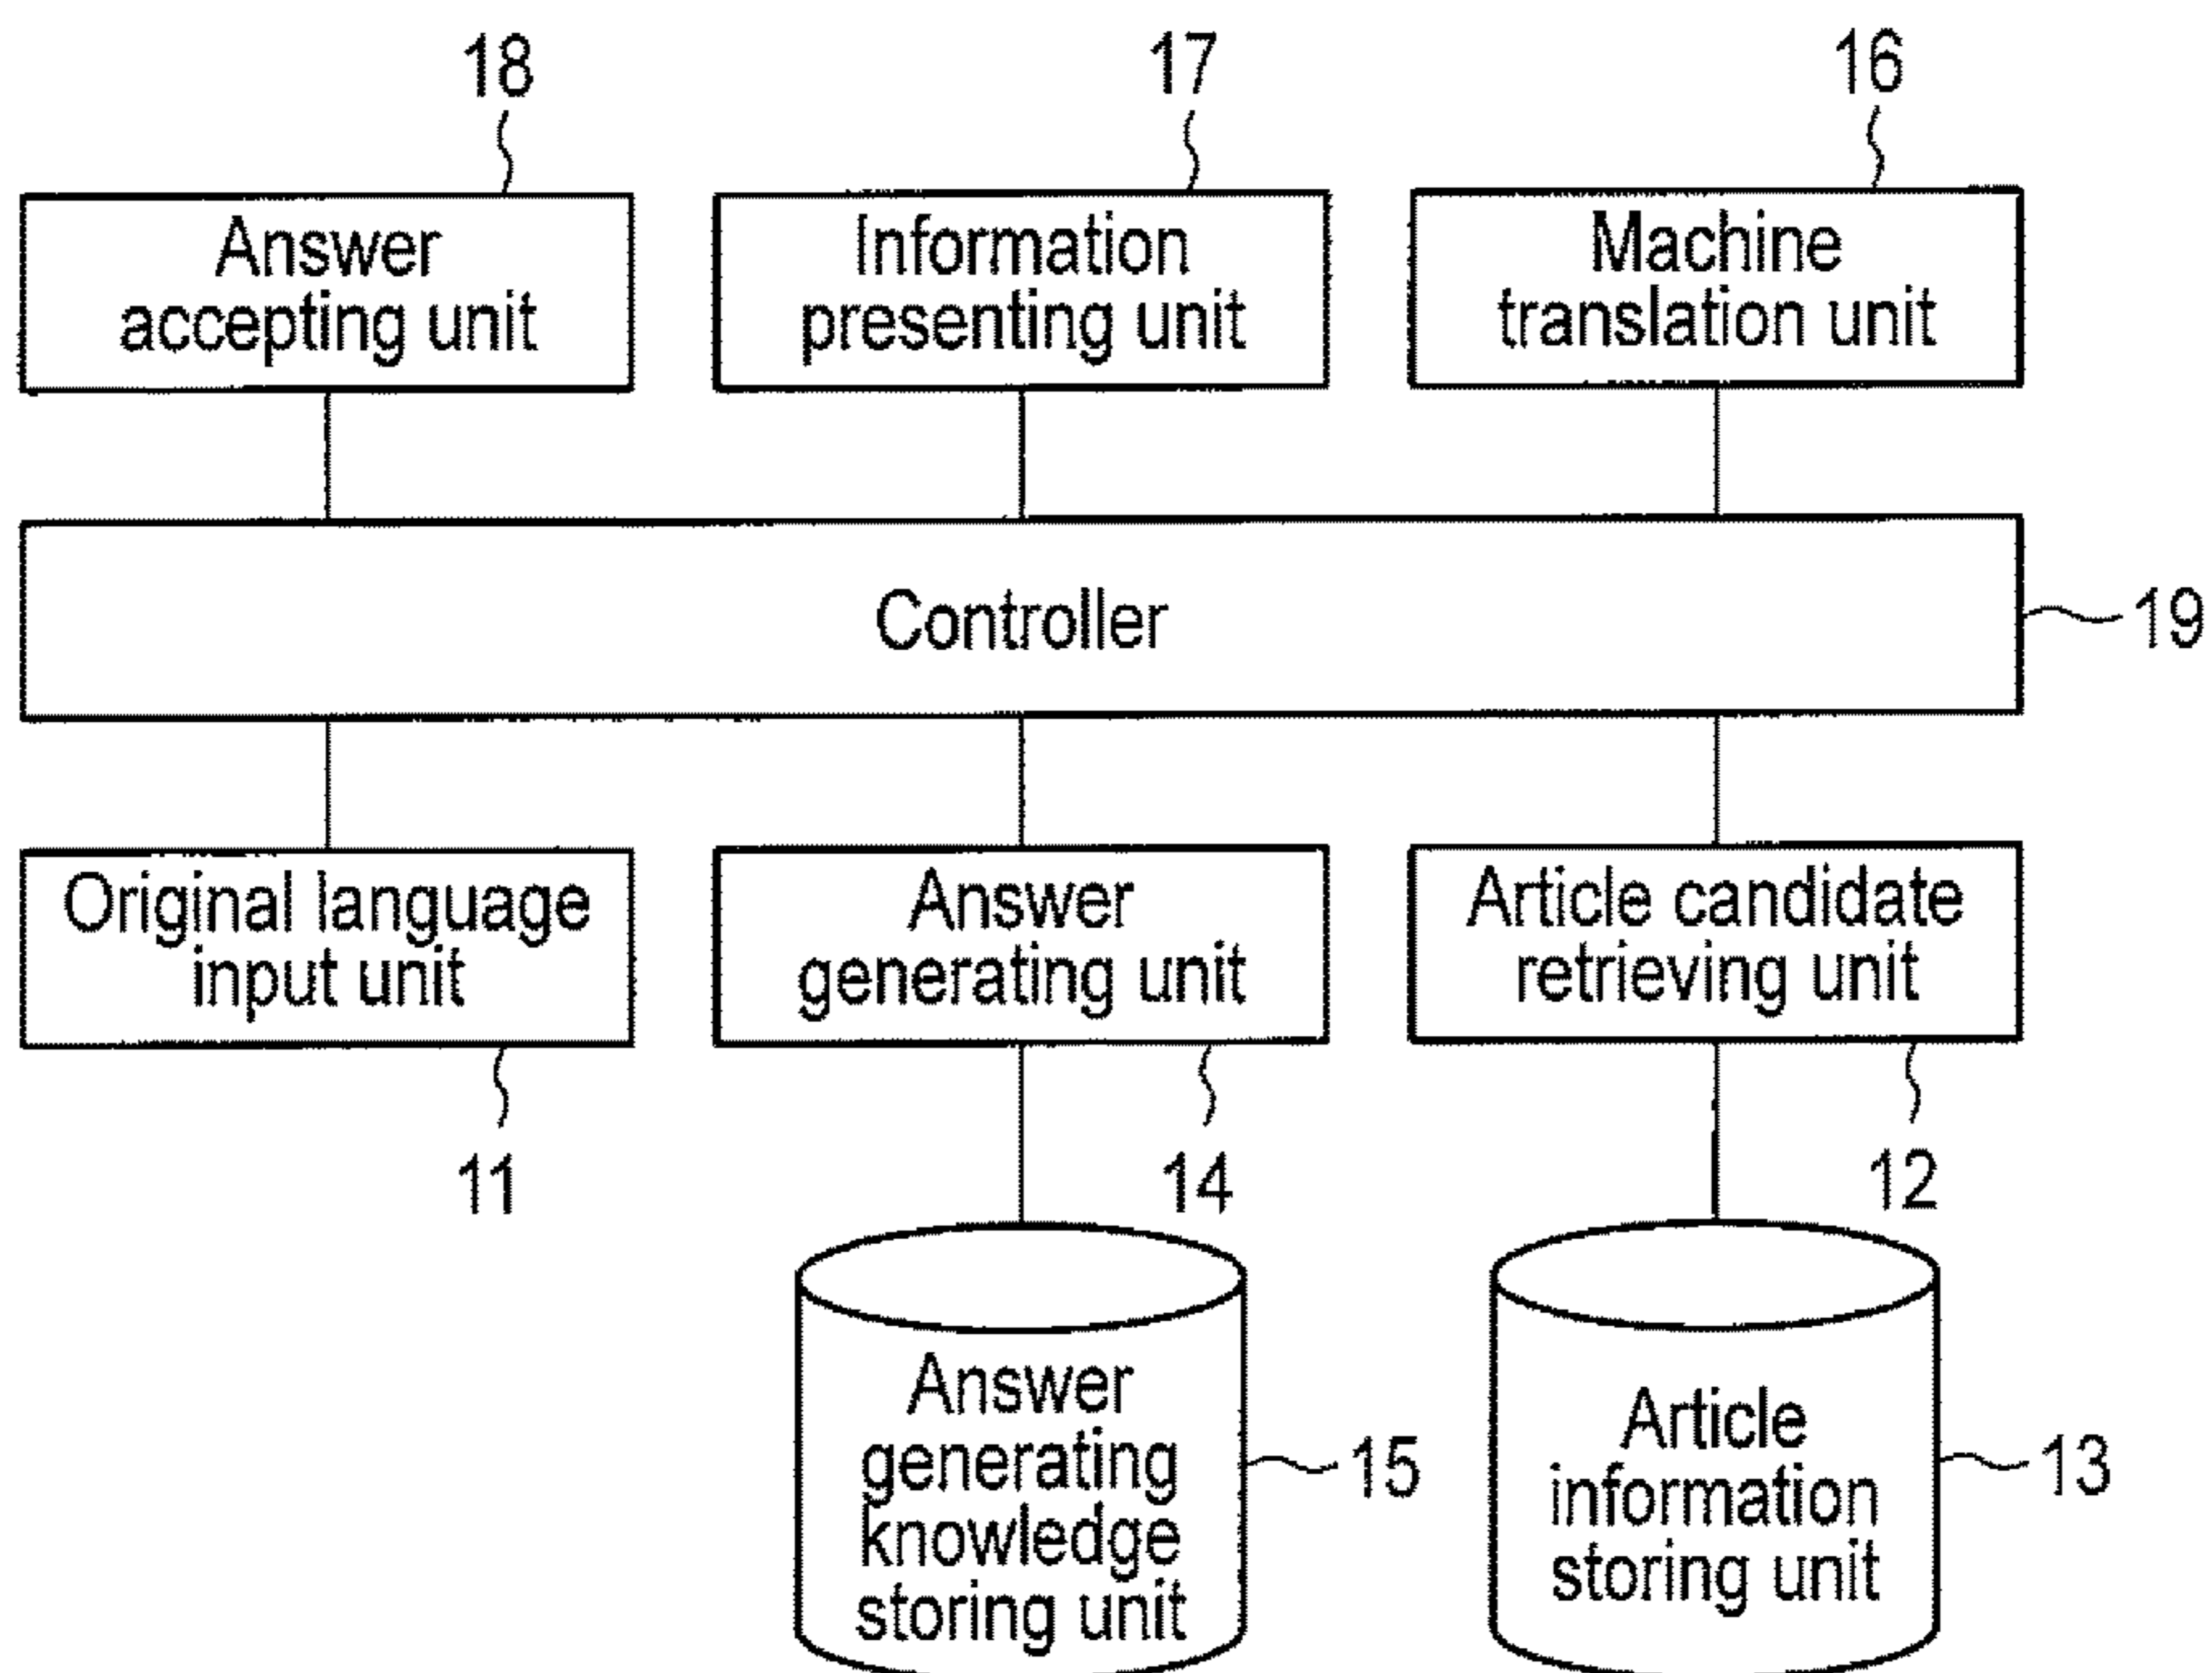 18
17
16
Answer
accepting unit
Information
presenting unit
Machine
translation unit
Controller
19
Original language
input unit
Answer
generating unit
Article candidate
retrieving unit
11
14
12
Answer
generating
knowledge
storing unit
15
Article
information
storing unit
13